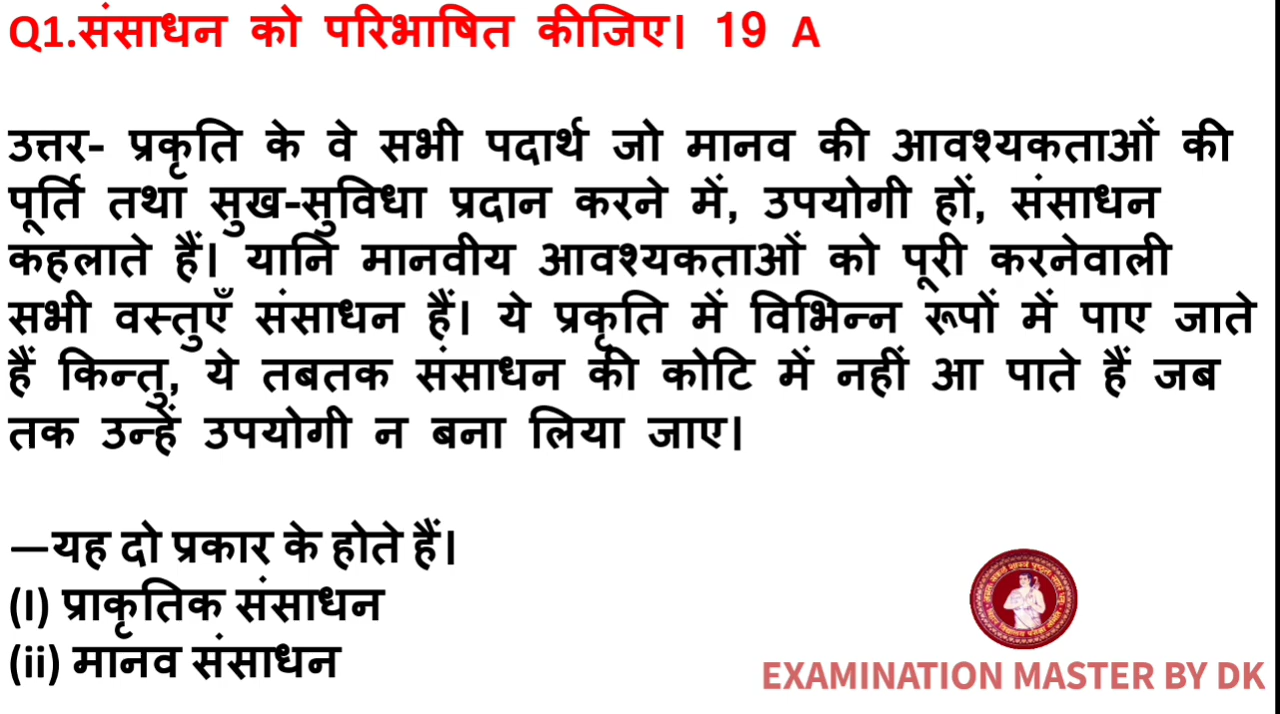 Q1.संसाधन को परिभाषित कीजिए। 19 A
उत्तर- प्रकृति के वे सभी पदार्थ जो मानव की आवश्यकताओं की
पूर्ति तथा सुख-सुविधा प्रदान करने में, उपयोगी हों, संसाधन
कहलाते हैं। यानि मानवीय आवश्यकताओं को पूरी करनेवाली
सभी वस्तुएँ संसाधन हैं। ये प्रकृति में विभिन्न रूपों में पाए जाते
हैं किन्तु, ये तबतक संसाधन की कोटि में नहीं आ पाते हैं जब
तक उन्हें उपयोगी न बना लिया जाए।
—यह दो प्रकार के होते हैं।
(I) प्राकृतिक संसाधन
(ii) मानव संसाधन
EXAMINATION MASTER BY DK